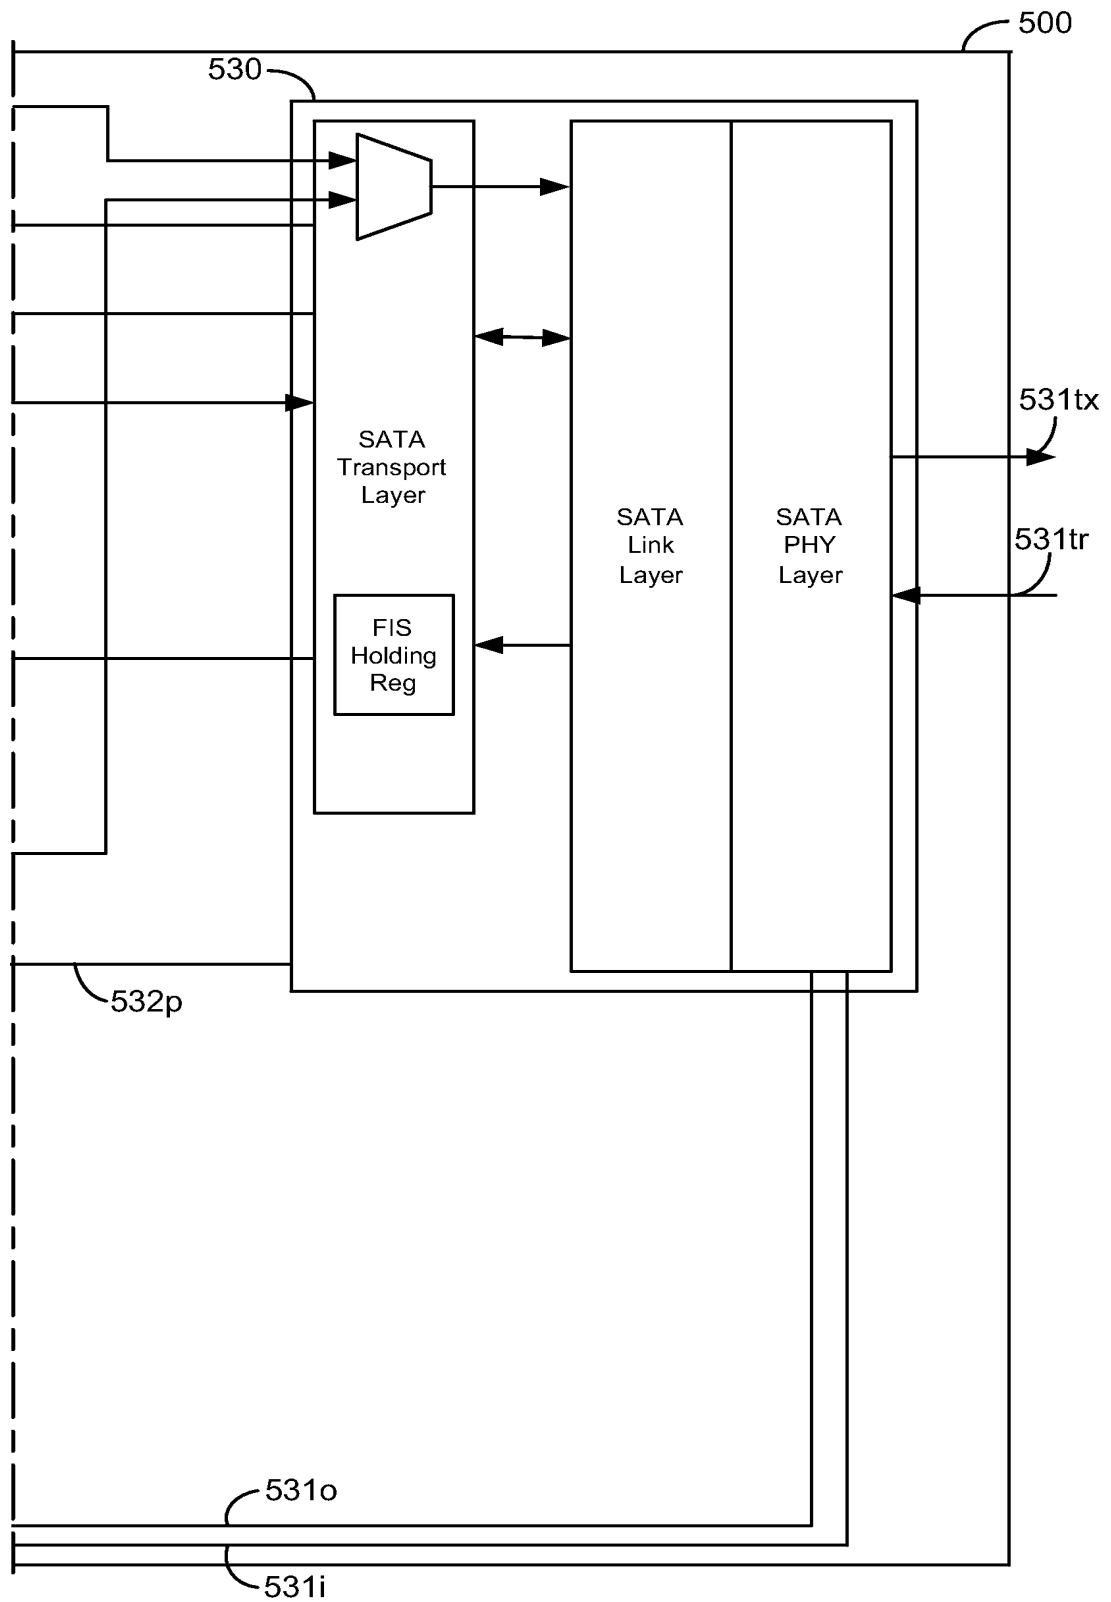 500
530
531tx
SATA
Transport
Layer
SATA
Link
Layer
SATA
PHY
Layer
531tr
FIS
Holding
Reg
532p
531o
531i